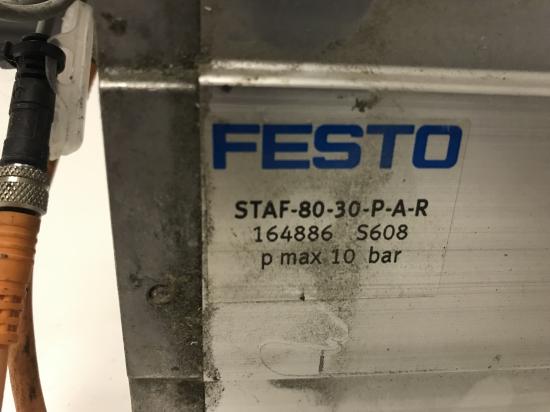 FESTO
STAF-80-30-P-A-R
164886 S608
p max 10 bar